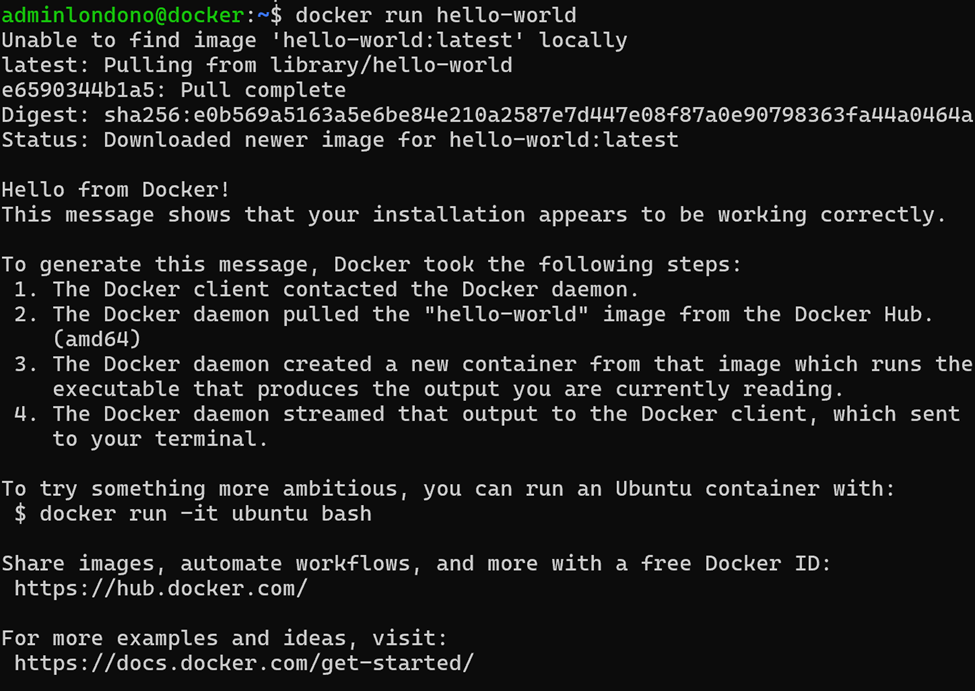 adminlondono@docker:~$ docker run hello-world
Unable to find image 'hello-world:latest' locally
latest: Pulling from library/hello-world
e6590344b1a5: Pull complete
Digest: sha256:e0b569a5163a5e6be84e210a2587e7d447e08f87a0e90798363fa44a0464a
Status: Downloaded newer image for hello-world:latest
Hello from Docker!
This message shows that your installation appears to be working correctly.
To generate this message, Docker took the following steps:
1. The Docker client contacted the Docker daemon.
2. The Docker daemon pulled the "hello-world" image from the Docker Hub.
(amd64)
3. The Docker daemon created a new container from that image which runs the
executable that produces the output you are currently reading.
4. The Docker daemon streamed that output to the Docker client, which sent
to your terminal.
To try something more ambitious, you can run an Ubuntu container with:
$ docker run -it ubuntu bash
Share images, automate workflows, and more with a free Docker ID:
https://hub.docker.com/
For more examples and ideas, visit:
https://docs.docker.com/get-started/